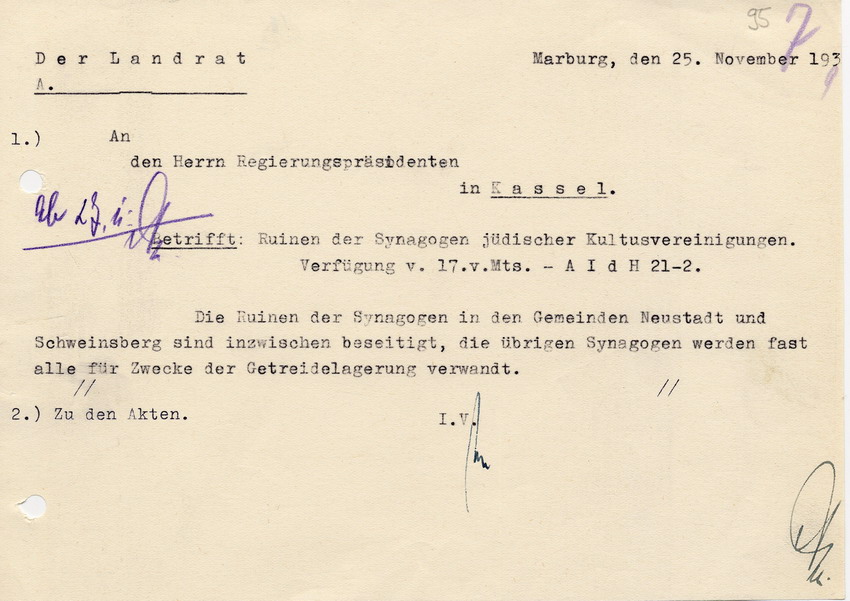 95
7
Der Landrat
Marburg, den 25. November 193
A.
1.) An
den Herrn Regierungspräsidenten
in Kassel.
Betrifft: Ruinen der Synagogen jüdischer Kultusvereinigungen.
Verfügung v. 17.v.Mts. - A I d H 21-2.
Die Ruinen der Synagogen in den Gemeinden Neustadt und
Schweinsberg sind inzwischen beseitigt, die übrigen Synagogen werden fast
alle für Zwecke der Getreidelagerung verwandt.
2.) Zu den Akten.
I.V.